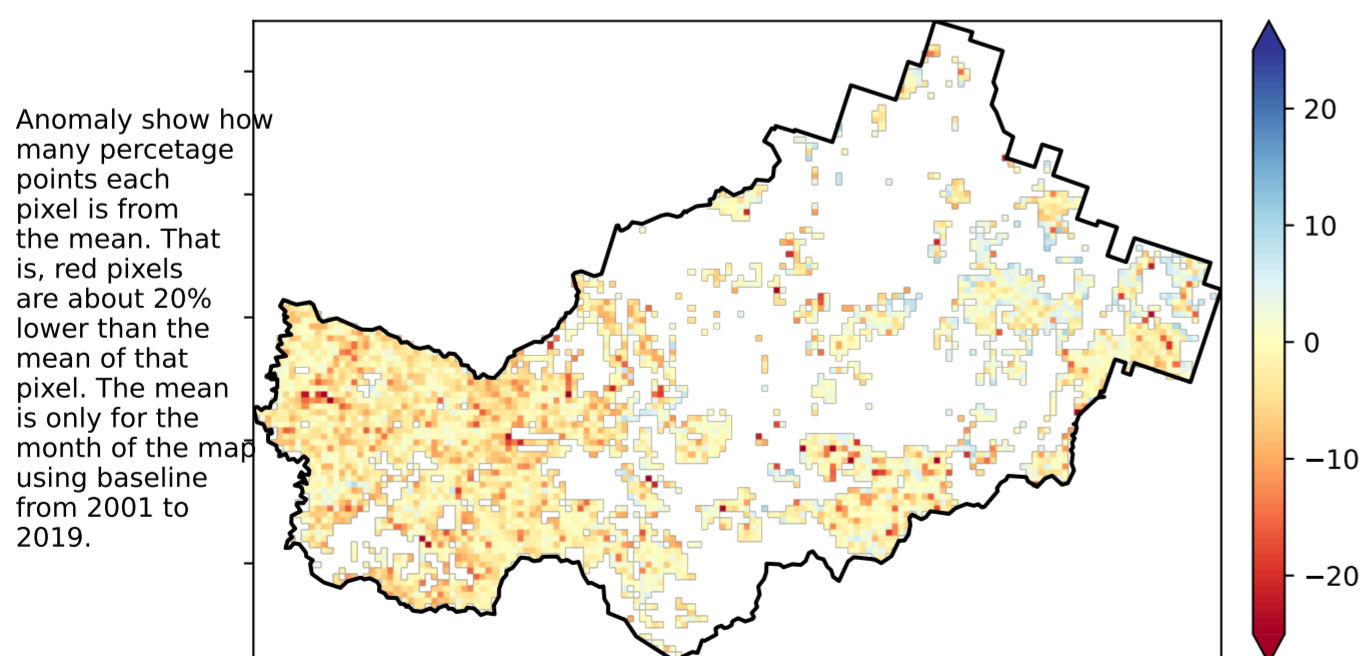 Anomaly show how
many percetage
points each
pixel is from
the mean. That
is, red pixels
are about 20%
lower than the
mean of that
pixel. The mean
is only for the
month of the map
using baseline
from 2001 to
2019.
20
10
0
−10
−20